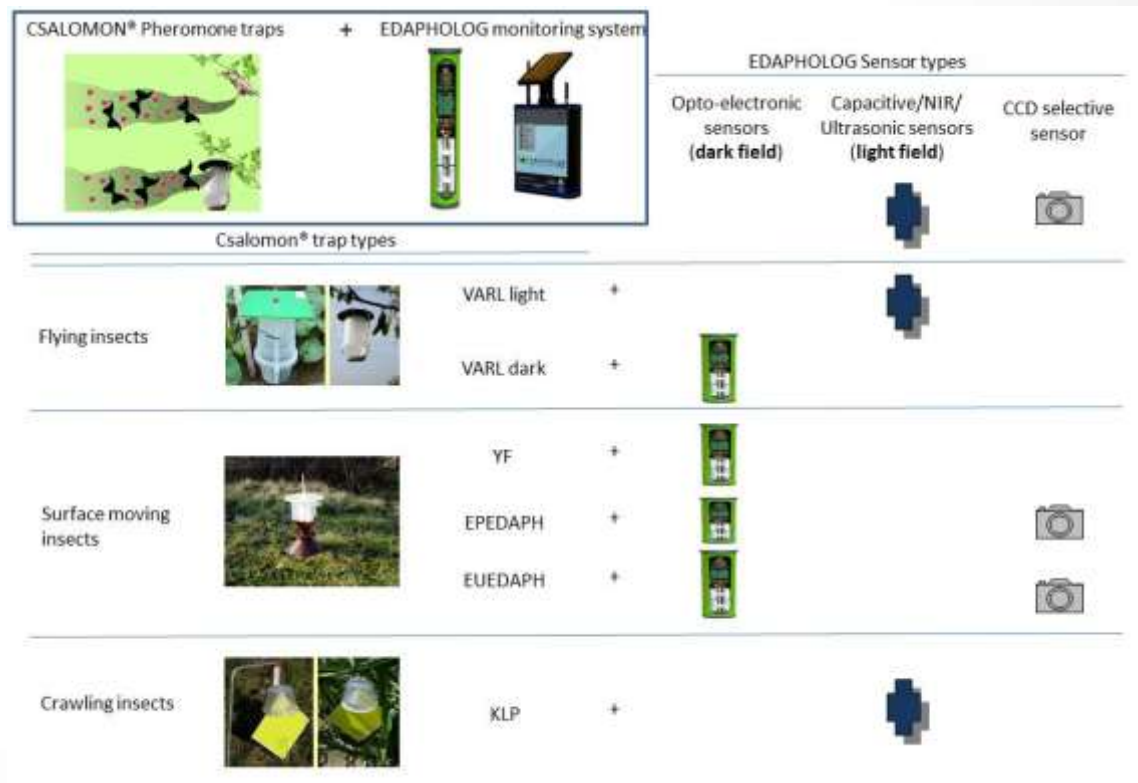 CSALOMON® Pheromone traps + EDAPHOLOG monitoring system
EDAPHOLOG Sensor types
Opto-electronic
sensors
(dark field)
Capacitive/NIR/
Ultrasonic sensors
(light field)
CCD selective
sensor
Csalomon® trap types
Flying insects
VARL light +
VARL dark +
Surface moving
insects
YF +
EPEDAPH +
EUEDAPH +
Crawling insects
KLP +